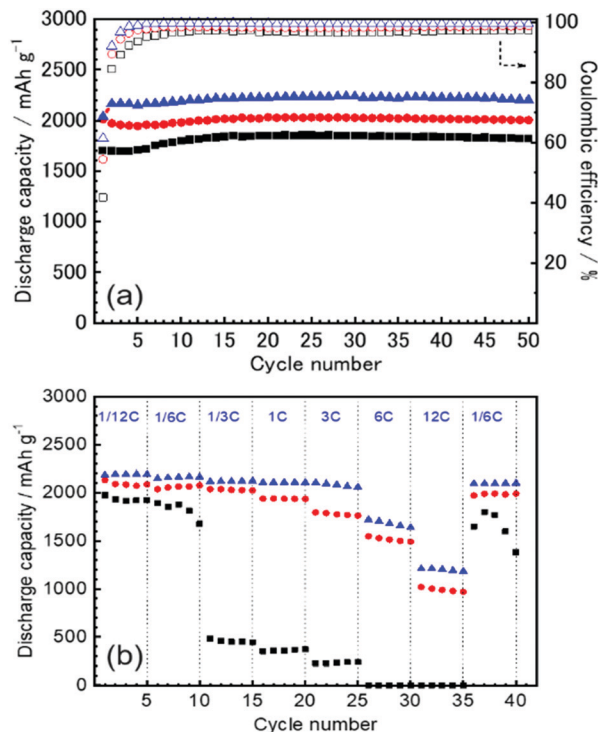 3000
2500
2000
1500
1000
500
0
Discharge capacity / mAh g⁻¹
100
80
60
40
20
Coulombic efficiency / %
(a)
5 10 15 20 25 30 35 40 45 50
Cycle number
3000
2500
2000
1500
1000
500
0
Discharge capacity / mAh g⁻¹
1/12C 1/6C 1/3C 1C 3C 6C 12C 1/6C
(b)
5 10 15 20 25 30 35 40
Cycle number